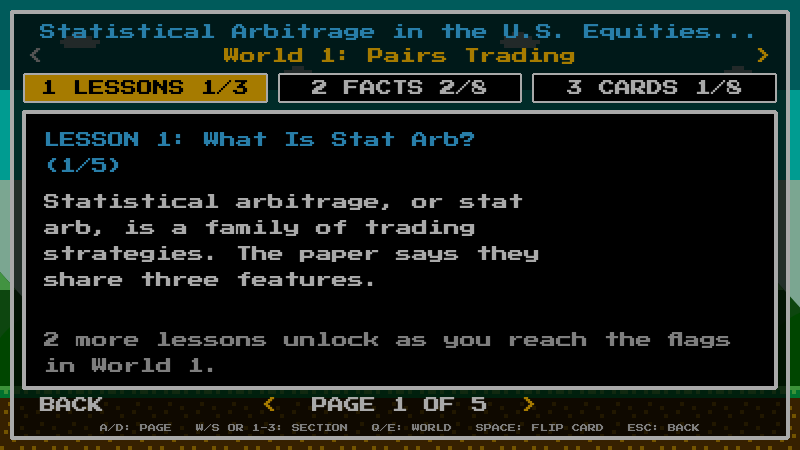 Statistical Arbitrage in the U.S. Equities...
< World 1: Pairs Trading >
1 LESSONS 1/3 2 FACTS 2/8 3 CARDS 1/8
LESSON 1: What Is Stat Arb?
(1/5)
Statistical arbitrage, or stat
arb, is a family of trading
strategies. The paper says they
share three features.
2 more lessons unlock as you reach the flags
in World 1.
BACK < PAGE 1 OF 5 >
A/D: PAGE W/S OR 1-3: SECTION Q/E: WORLD SPACE: FLIP CARD ESC: BACK